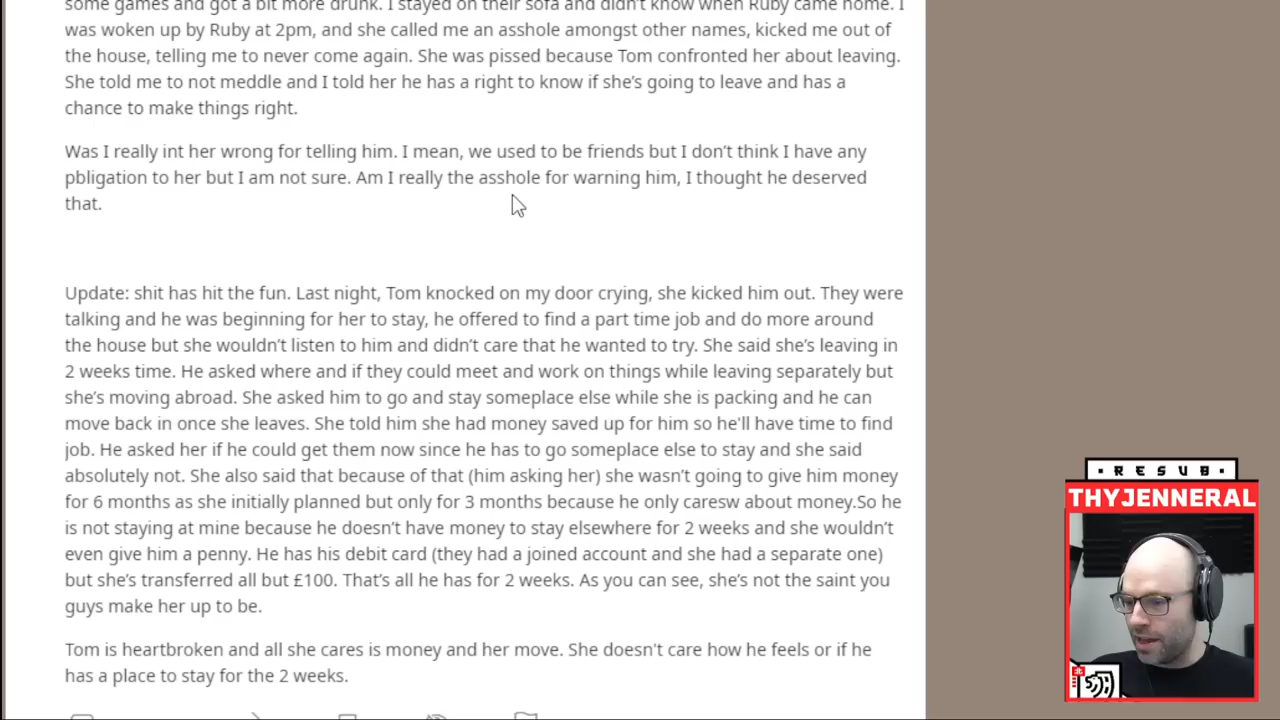 some games and got a bit more drunk. I stayed on their sofa and didn't know when Ruby came home. I
was woken up by Ruby at 2pm, and she called me an asshole amongst other names, kicked me out of
the house, telling me to never come again. She was pissed because Tom confronted her about leaving.
She told me to not meddle and I told her he has a right to know if she's going to leave and has a
chance to make things right.
Was I really int her wrong for telling him. I mean, we used to be friends but I don't think I have any
pbligation to her but I am not sure. Am I really the asshole for warning him, I thought he deserved
that.
Update: shit has hit the fun. Last night, Tom knocked on my door crying, she kicked him out. They were
talking and he was beginning for her to stay, he offered to find a part time job and do more around
the house but she wouldn't listen to him and didn't care that he wanted to try. She said she's leaving in
2 weeks time. He asked where and if they could meet and work on things while leaving separately but
she's moving abroad. She asked him to go and stay someplace else while she is packing and he can
move back in once she leaves. She told him she had money saved up for him so he'll have time to find
job. He asked her if he could get them now since he has to go someplace else to stay and she said
absolutely not. She also said that because of that (him asking her) she wasn't going to give him money
for 6 months as she initially planned but only for 3 months because he only caresw about money.So he
is not staying at mine because he doesn't have money to stay elsewhere for 2 weeks and she wouldn't
even give him a penny. He has his debit card (they had a joined account and she had a separate one)
but she's transferred all but £100. That's all he has for 2 weeks. As you can see, she's not the saint you
guys make her up to be.
Tom is heartbroken and all she cares is money and her move. She doesn't care how he feels or if he
has a place to stay for the 2 weeks.
· RESUB ·
THYJENNERAL